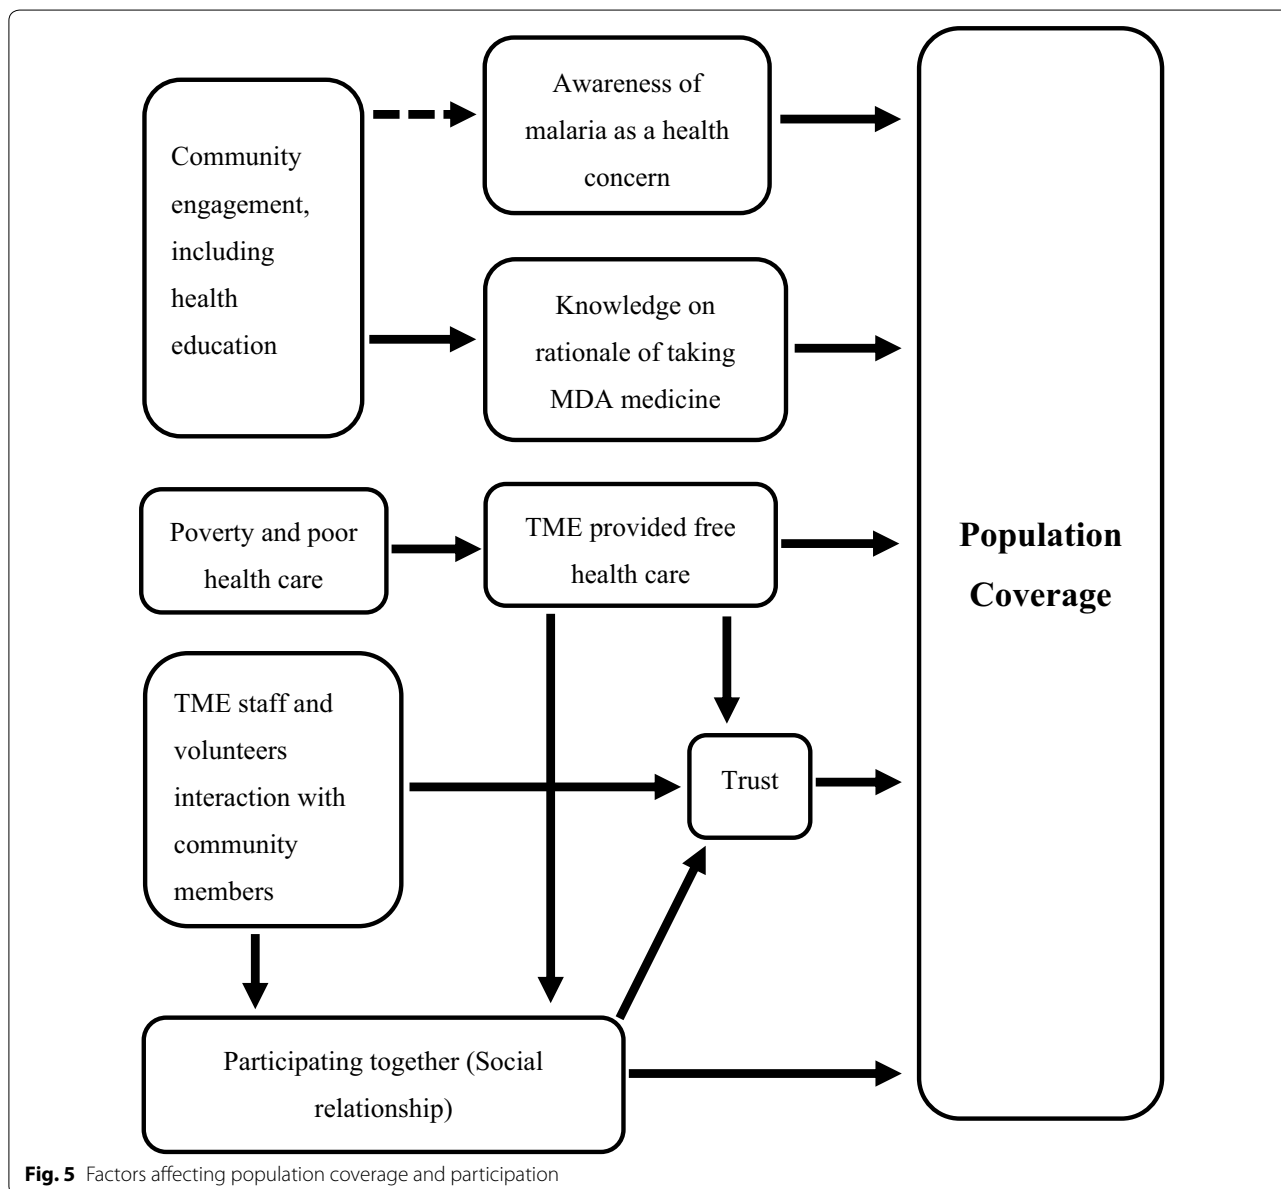 Community
engagement,
including
health
education
Awareness of
malaria as a health
concern
Knowledge on
rationale of taking
MDA medicine
Poverty and poor
health care
TME provided free
health care
TME staff and
volunteers
interaction with
community
members
Trust
Participating together (Social
relationship)
Population
Coverage
Fig. 5 Factors affecting population coverage and participation